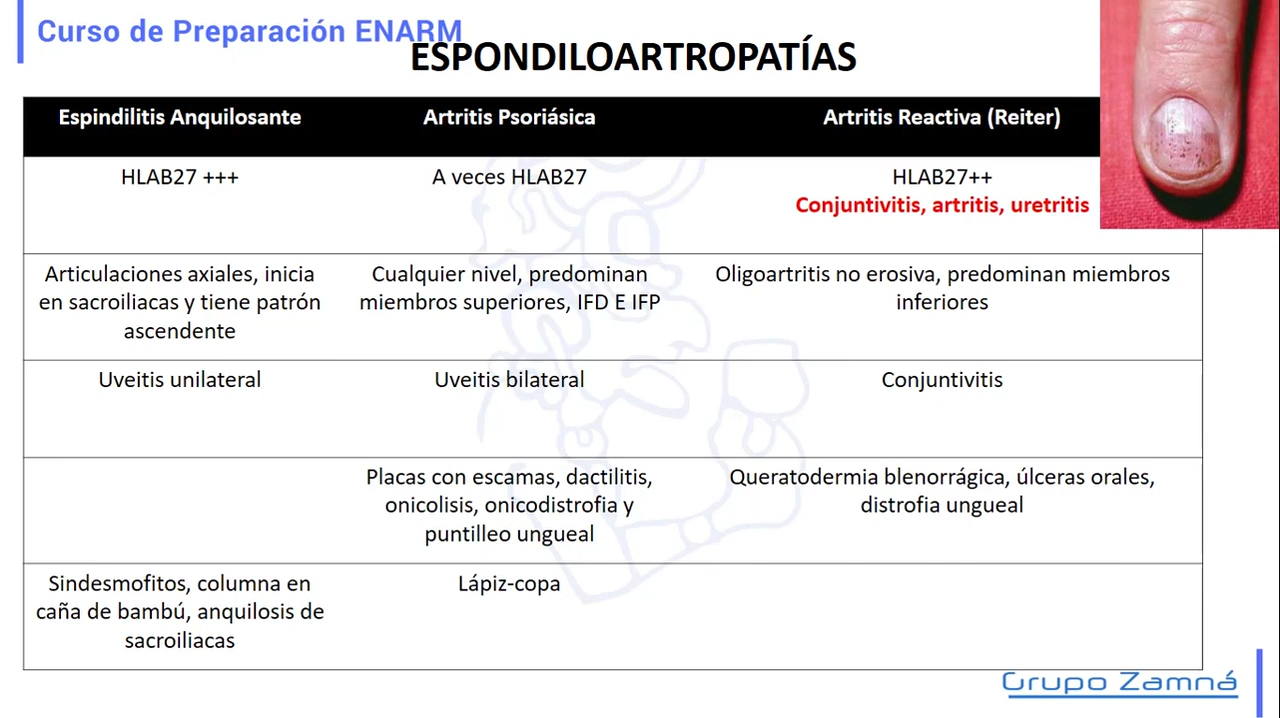 Curso de Preparación ENARM
ESPONDILOARTROPATÍAS
Espindilitis Anquilosante
Artritis Psoriásica
Artritis Reactiva (Reiter)
HLAB27 +++
A veces HLAB27
HLAB27++
Conjuntivitis, artritis, uretritis
Articulaciones axiales, inicia
en sacroiliacas y tiene patrón
ascendente
Cualquier nivel, predominan
miembros superiores, IFD E IFP
Oligoartritis no erosiva, predominan miembros
inferiores
Uveitis unilateral
Uveitis bilateral
Conjuntivitis
Placas con escamas, dactilitis,
onicolisis, onicodistrofia y
puntilleo ungueal
Queratodermia blenorrágica, úlceras orales,
distrofia ungueal
Sindesmofitos, columna en
caña de bambú, anquilosis de
sacroiliacas
Lápiz-copa
Grupo Zamná